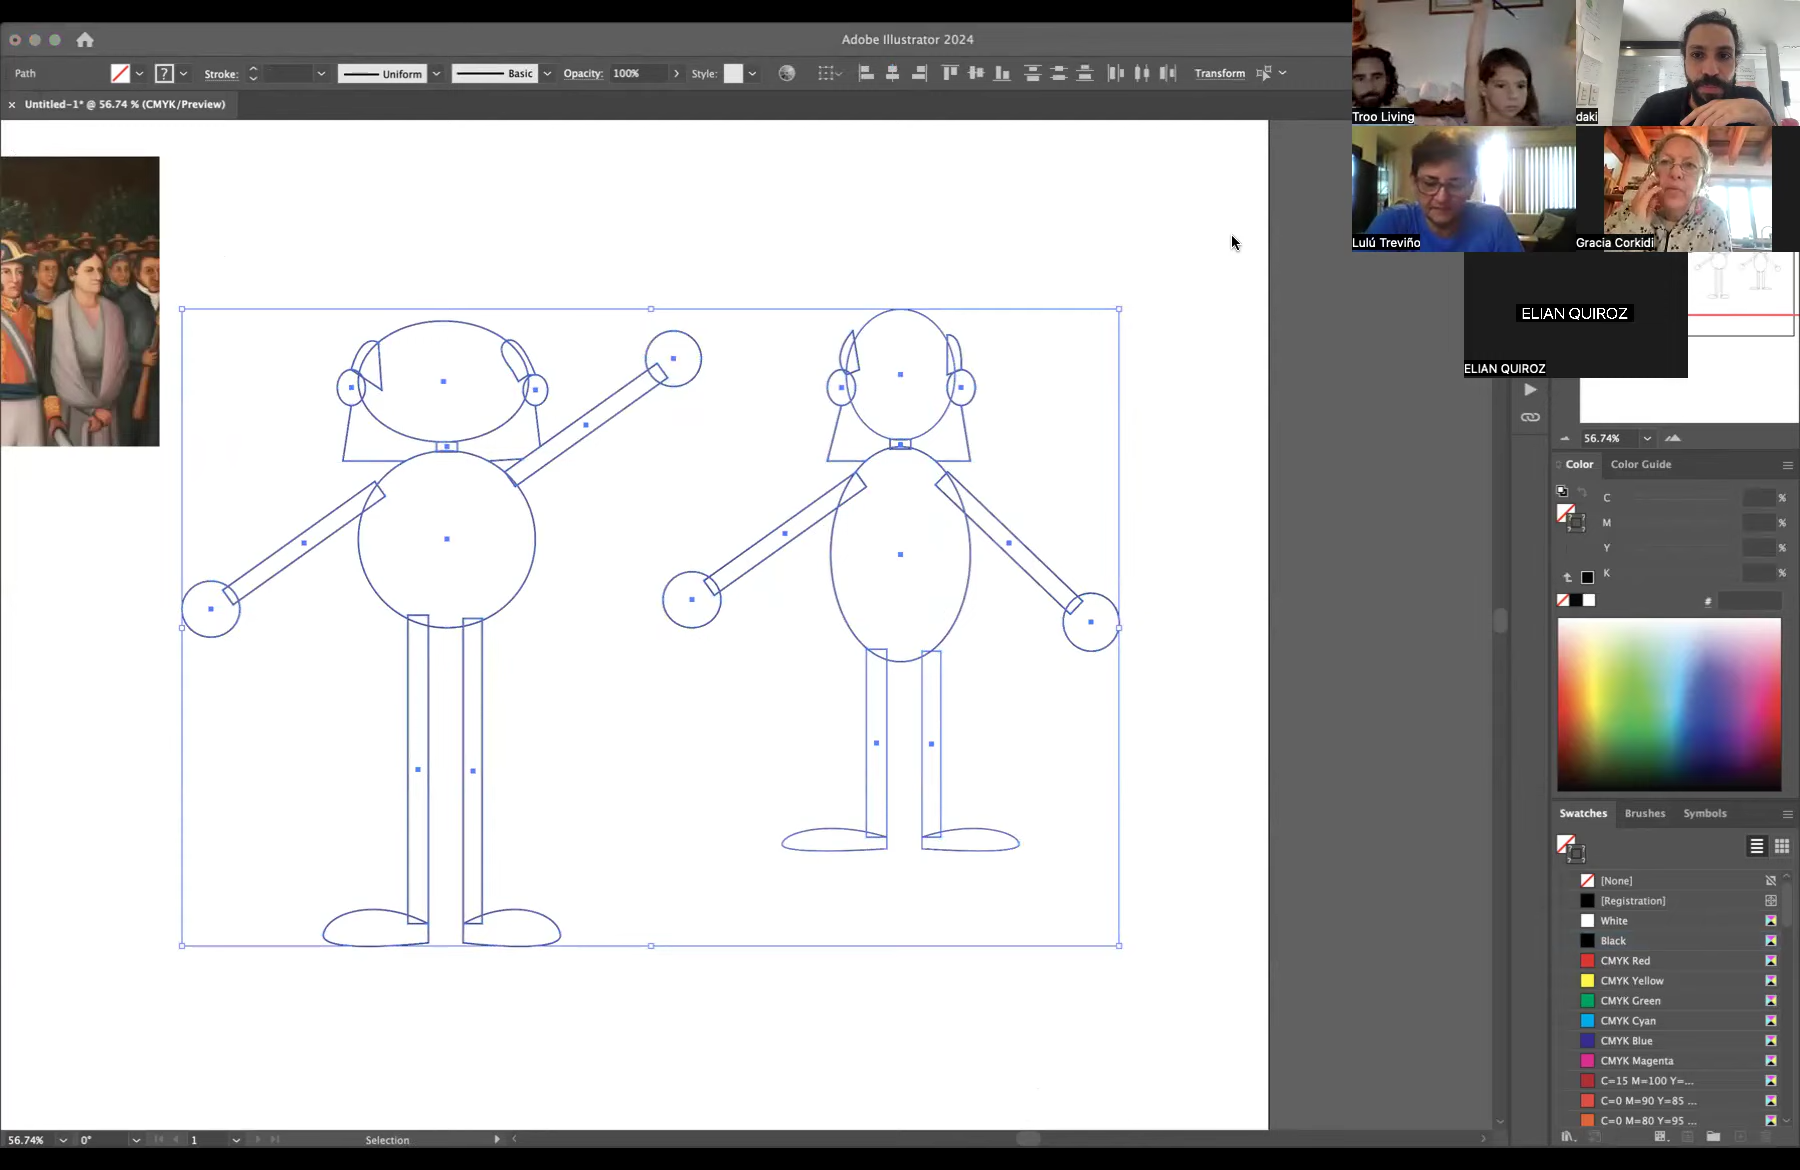 Adobe Illustrator 2024
Path
Stroke:
Uniform
Basic
Opacity: 100%
Style:
Transform
× Untitled-1* @ 56.74 % (CMYK/Preview)
Troo Living
daki
Lulú Treviño
Gracia Corkidi
ELIAN QUIROZ
ELIAN QUIROZ
56.74%
Color
Color Guide
C %
M %
Y %
K %
#
Swatches
Brushes
Symbols
[None]
[Registration]
White
Black
CMYK Red
CMYK Yellow
CMYK Green
CMYK Cyan
CMYK Blue
CMYK Magenta
C=15 M=100 Y=...
C=0 M=90 Y=85 ...
C=0 M=80 Y=95 ...
56.74%
0°
1
Selection